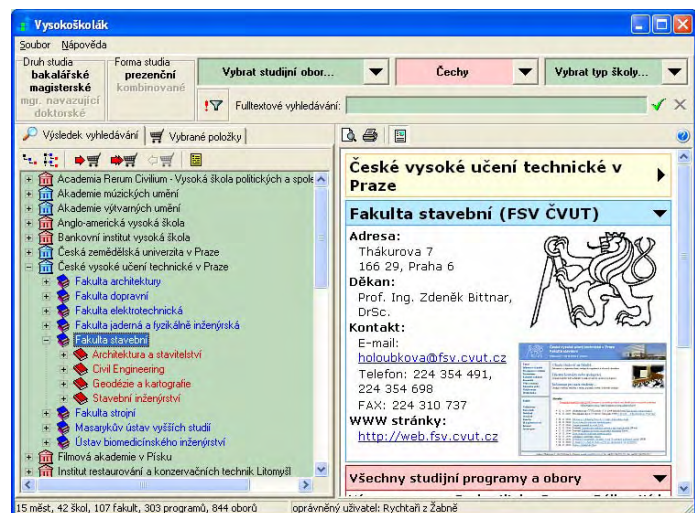 Vysokoškolák
Soubor Nápověda
Druh studia
bakalářské
magisterské
mgr. navazující
doktorské
Forma studia
prezenční
kombinované
Vybrat studijní obor...
Čechy
Vybrat typ školy...
Fulltextové vyhledávání:
Výsledek vyhledávání
Vybrané položky
Academia Rerum Civilium - Vysoká škola politických a spole
Akademie múzických umění
Akademie výtvarných umění
Anglo-americká vysoká škola
Bankovní institut vysoká škola
Česká zemědělská univerzita v Praze
České vysoké učení technické v Praze
Fakulta architektury
Fakulta dopravní
Fakulta elektrotechnická
Fakulta jaderná a fyzikálně inženýrská
Fakulta stavební
Architektura a stavitelství
Civil Engineering
Geodézie a kartografie
Stavební inženýrství
Fakulta strojní
Masarykův ústav vyšších studií
Ústav biomedicínského inženýrství
Filmová akademie v Písku
Institut restaurování a konzervačních technik Litomyšl
České vysoké učení technické v
Praze
Fakulta stavební (FSV ČVUT)
Adresa:
Thákurova 7
166 29, Praha 6
Děkan:
Prof. Ing. Zdeněk Bittnar,
DrSc.
Kontakt:
E-mail:
holoubkova@fsv.cvut.cz
Telefon: 224 354 491,
224 354 698
FAX: 224 310 737
WWW stránky:
http://web.fsv.cvut.cz
Všechny studijní programy a obory
15 měst, 42 škol, 107 fakult, 303 programů, 844 oborů
oprávněný uživatel: Rychtaři z Žabně